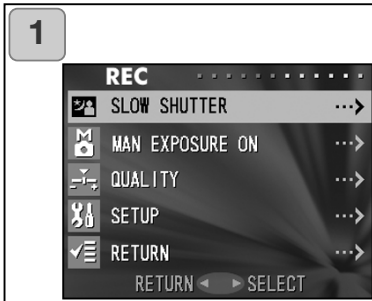 1
REC
SLOW SHUTTER
MAN EXPOSURE ON
QUALITY
SETUP
RETURN
RETURN SELECT